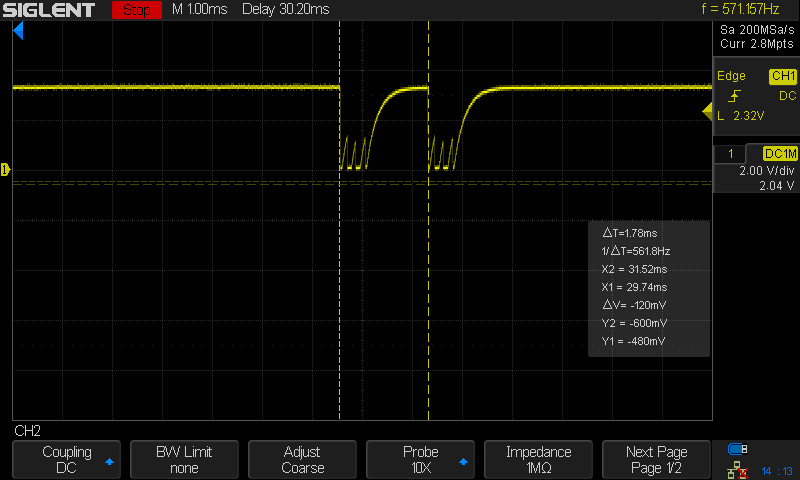 SIGLENT Stop M 1.00ms Delay 30.20ms f = 571.157Hz
Sa 200MSa/s
Curr 2.8Mpts
Edge CH1
DC
L 2.32V
1 DC1M
2.00 V/div
2.04 V
1
△T=1.78ms
1/△T=561.8Hz
X2 = 31.52ms
X1 = 29.74ms
△V= -120mV
Y2 = -600mV
Y1 = -480mV
CH2
Coupling
DC
BW Limit
none
Adjust
Coarse
Probe
10X
Impedance
1MΩ
Next Page
Page 1/2
14 : 13